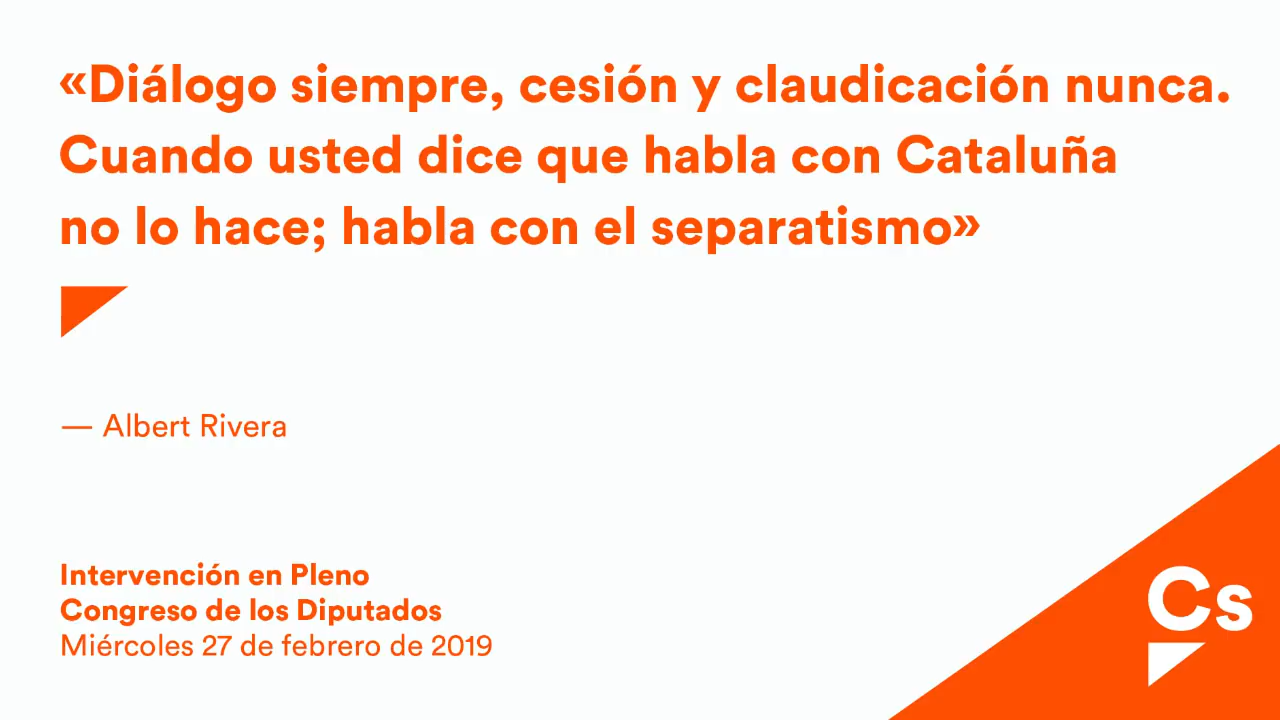 «Diálogo siempre, cesión y claudicación nunca.
Cuando usted dice que habla con Cataluña
no lo hace; habla con el separatismo»
— Albert Rivera
Intervención en Pleno
Congreso de los Diputados
Miércoles 27 de febrero de 2019
Cs